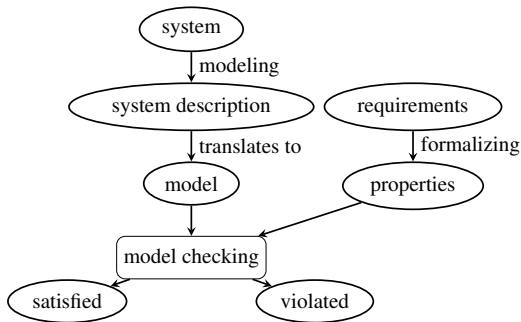 system
modeling
system description
requirements
translates to
formalizing
model
properties
model checking
satisfied
violated